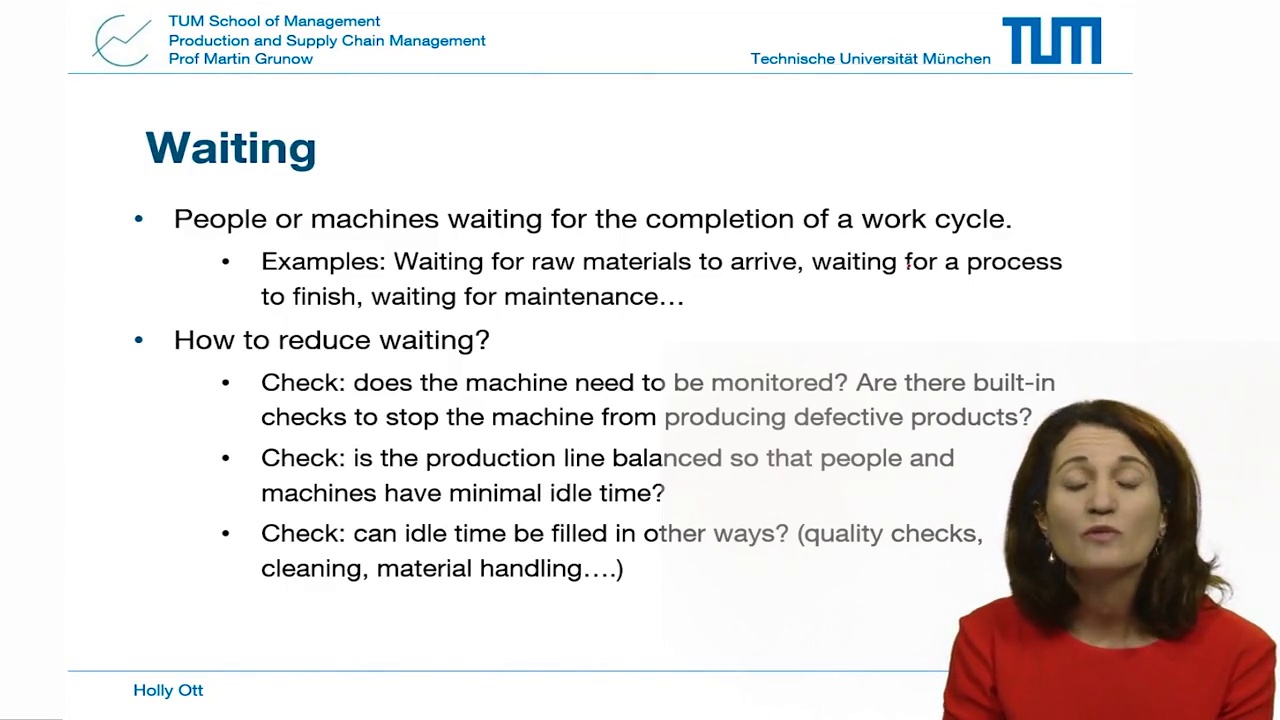 TUM School of Management
Production and Supply Chain Management
Prof Martin Grunow
Technische Universität München
TUM
Waiting
• People or machines waiting for the completion of a work cycle.
• Examples: Waiting for raw materials to arrive, waiting for a process
to finish, waiting for maintenance…
• How to reduce waiting?
• Check: does the machine need to be monitored? Are there built-in
checks to stop the machine from producing defective products?
• Check: is the production line balanced so that people and
machines have minimal idle time?
• Check: can idle time be filled in other ways? (quality checks,
cleaning, material handling….)
Holly Ott